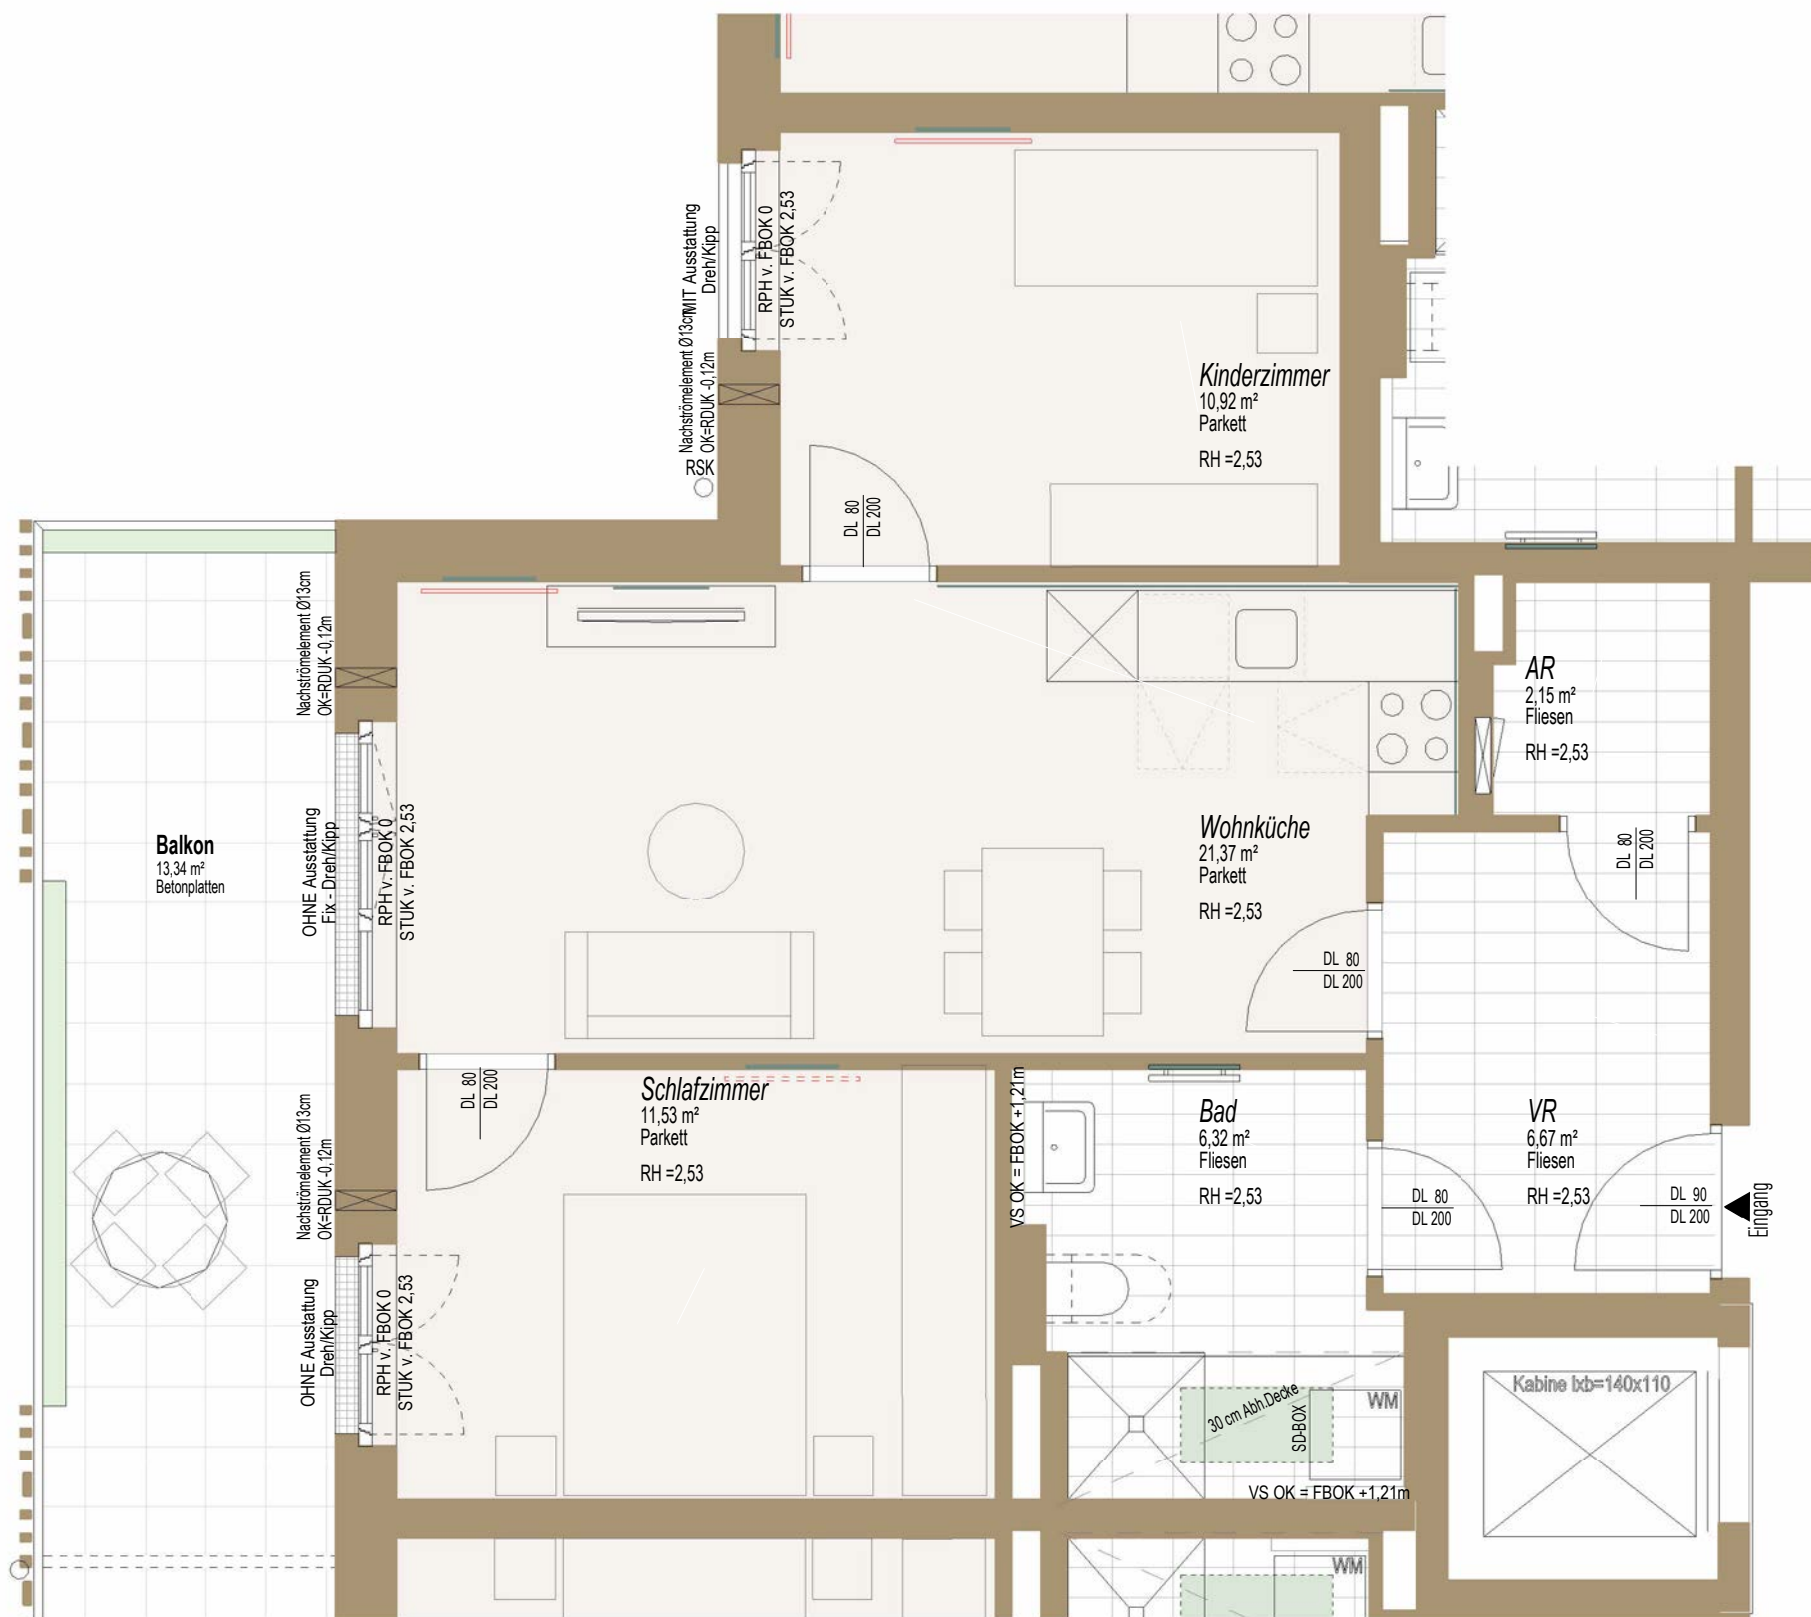 MIT Ausstattung
Dreh/Kipp
RPH v. FBOK 0
STUK v. FBOK 2,53
Nachströmelement Ø13cm
OK=RDUK -0,12m
RSK
Kinderzimmer
10,92 m²
Parkett
RH =2,53
DL 80
DL 200
Nachströmelement Ø13cm
OK=RDUK -0,12m
AR
2,15 m²
Fliesen
RH =2,53
Balkon
13,34 m²
Betonplatten
OHNE Ausstattung
Fix - Dreh/Kipp
RPH v. FBOK 0
STUK v. FBOK 2,53
Wohnküche
21,37 m²
Parkett
RH =2,53
DL 80
DL 200
DL 80
DL 200
DL 80
DL 200
Nachströmelement Ø13cm
OK=RDUK -0,12m
Schlafzimmer
11,53 m²
Parkett
RH =2,53
VS OK = FBOK +1,21m
Bad
6,32 m²
Fliesen
RH =2,53
VR
6,67 m²
Fliesen
RH =2,53
DL 80
DL 200
DL 90
DL 200
Eingang
OHNE Ausstattung
Dreh/Kipp
RPH v. FBOK 0
STUK v. FBOK 2,53
30 cm Abh.Decke
SD-BOX
WM
VS OK = FBOK +1,21m
Kabine lxb=140x110
WM